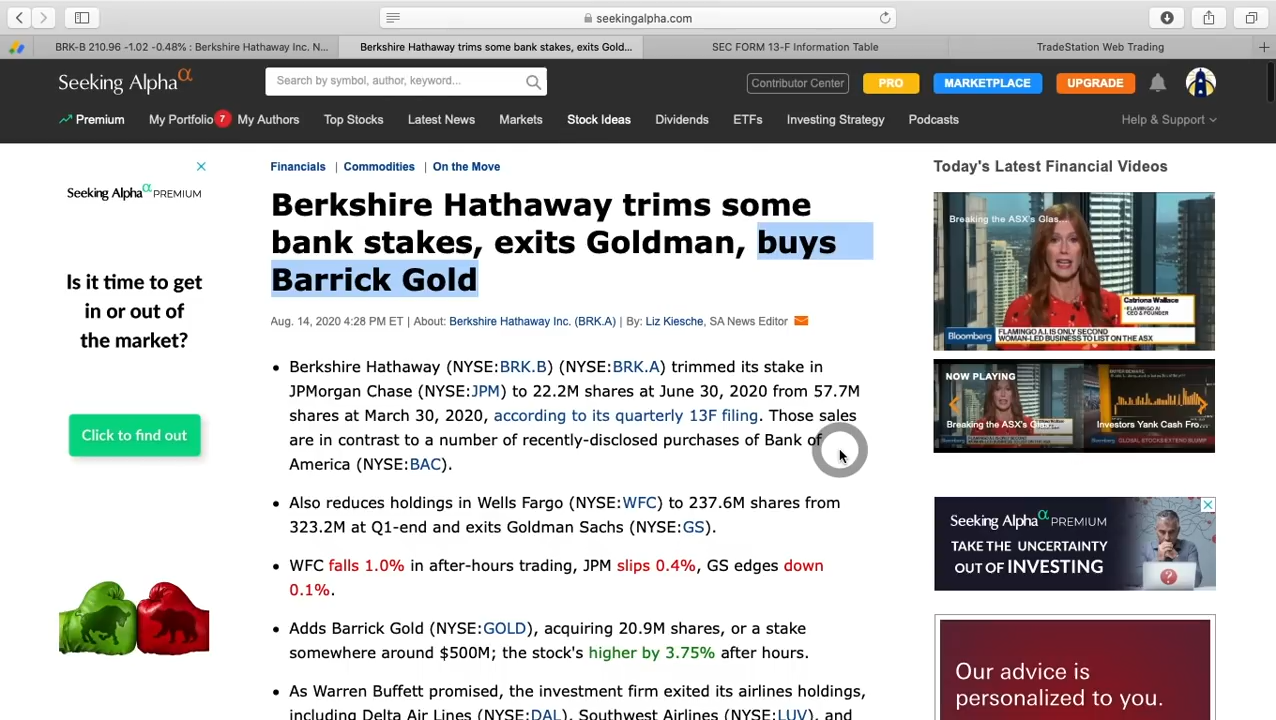 seekingalpha.com
BRK-B 210.96 -1.02 -0.48% : Berkshire Hathaway Inc. N...
Berkshire Hathaway trims some bank stakes, exits Gold...
SEC FORM 13-F Information Table
TradeStation Web Trading
Seeking Alpha α
Search by symbol, author, keyword...
Contributor Center
PRO
MARKETPLACE
UPGRADE
Premium
My Portfolio 7
My Authors
Top Stocks
Latest News
Markets
Stock Ideas
Dividends
ETFs
Investing Strategy
Podcasts
Help & Support
Seeking Alpha α PREMIUM
Is it time to get
in or out of
the market?
Click to find out
Financials | Commodities | On the Move
Berkshire Hathaway trims some
bank stakes, exits Goldman, buys
Barrick Gold
Aug. 14, 2020 4:28 PM ET | About: Berkshire Hathaway Inc. (BRK.A) | By: Liz Kiesche, SA News Editor
• Berkshire Hathaway (NYSE:BRK.B) (NYSE:BRK.A) trimmed its stake in
JPMorgan Chase (NYSE:JPM) to 22.2M shares at June 30, 2020 from 57.7M
shares at March 30, 2020, according to its quarterly 13F filing. Those sales
are in contrast to a number of recently-disclosed purchases of Bank of
America (NYSE:BAC).
• Also reduces holdings in Wells Fargo (NYSE:WFC) to 237.6M shares from
323.2M at Q1-end and exits Goldman Sachs (NYSE:GS).
• WFC falls 1.0% in after-hours trading, JPM slips 0.4%, GS edges down
0.1%.
• Adds Barrick Gold (NYSE:GOLD), acquiring 20.9M shares, or a stake
somewhere around $500M; the stock's higher by 3.75% after hours.
• As Warren Buffett promised, the investment firm exited its airlines holdings,
including Delta Air Lines (NYSE:DAL), Southwest Airlines (NYSE:LUV), and
Today's Latest Financial Videos
Breaking the ASX's Glas...
Catriona Wallace
FLAMINGO AI
CEO & FOUNDER
Bloomberg
FLAMINGO A.I. IS ONLY SECOND
WOMAN-LED BUSINESS TO LIST ON THE ASX
NOW PLAYING
Breaking the ASX's Glas...
Investors Yank Cash Fro...
Seeking Alpha α PREMIUM
TAKE THE UNCERTAINTY
OUT OF INVESTING
?
Our advice is
personalized to you.